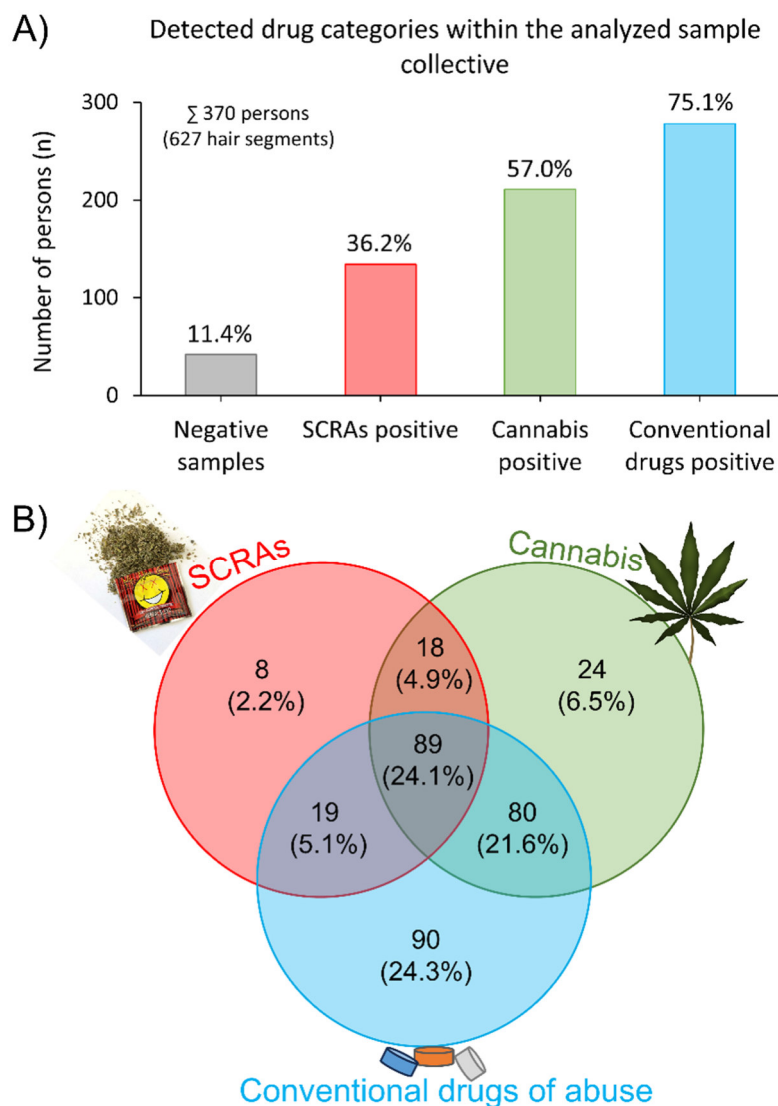 A)
Detected drug categories within the analyzed sample
collective
∑ 370 persons
(627 hair segments)
Number of persons (n)
300
200
100
0
11.4%
36.2%
57.0%
75.1%
Negative
samples
SCRAs positive
Cannabis
positive
Conventional
drugs positive
B)
SCRAs
Cannabis
8
(2.2%)
18
(4.9%)
24
(6.5%)
89
(24.1%)
19
(5.1%)
80
(21.6%)
90
(24.3%)
Conventional drugs of abuse